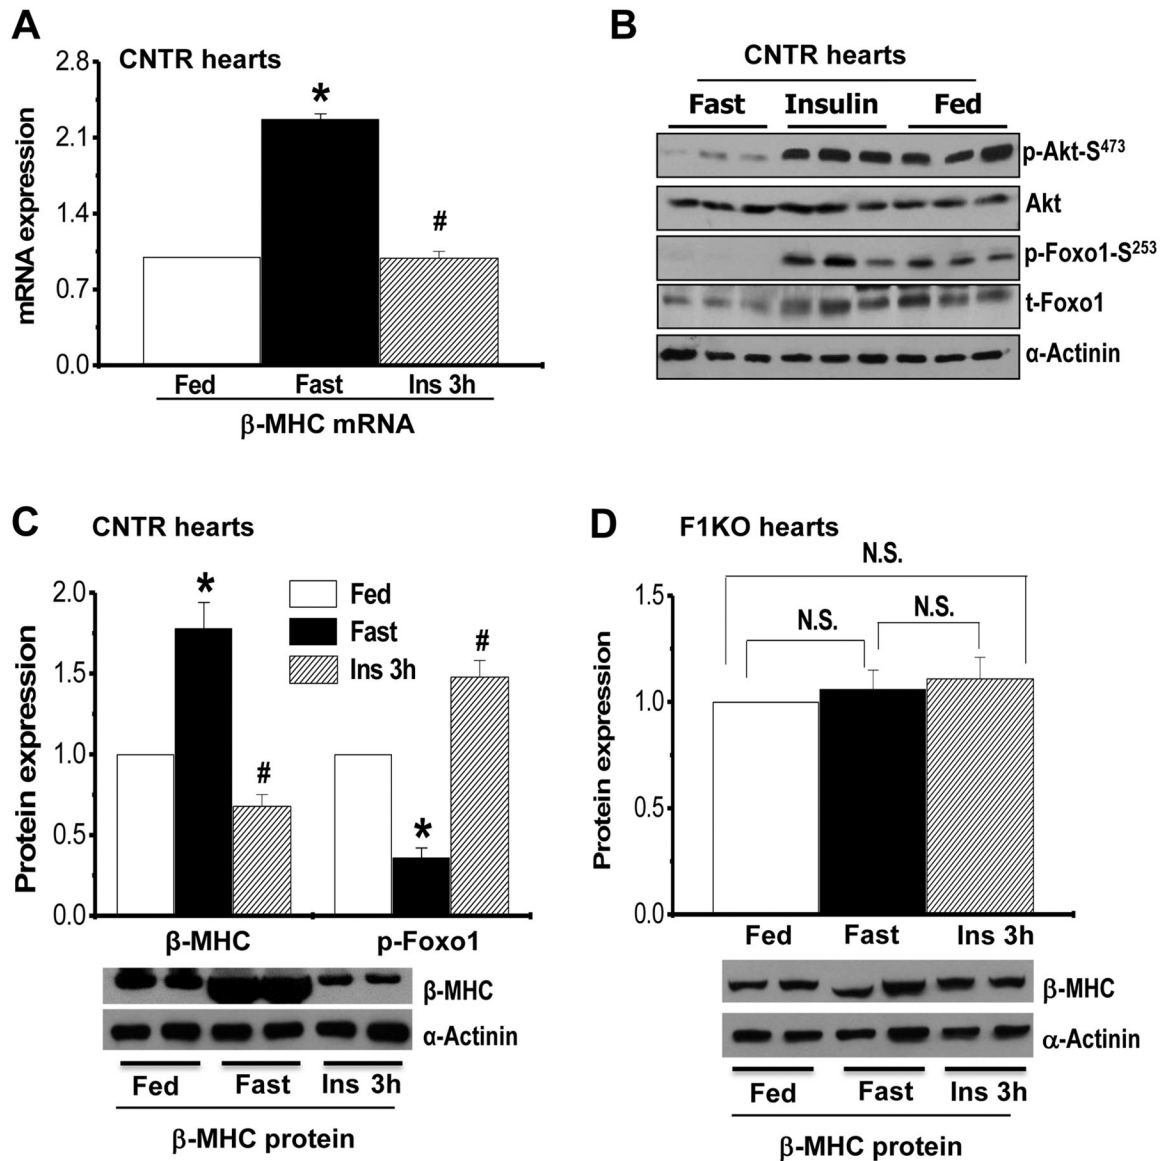 A
CNTR hearts
mRNA expression
2.8
2.1
1.4
0.7
0.0
*
#
Fed Fast Ins 3h
β-MHC mRNA
B
CNTR hearts
Fast Insulin Fed
p-Akt-S473
Akt
p-Foxo1-S253
t-Foxo1
α-Actinin
C
CNTR hearts
Protein expression
2.0
1.5
1.0
0.5
0.0
*
#
*
#
Fed
Fast
Ins 3h
β-MHC p-Foxo1
β-MHC
α-Actinin
Fed Fast Ins 3h
β-MHC protein
D
F1KO hearts
N.S.
N.S.
N.S.
Protein expression
1.5
1.0
0.5
0.0
Fed Fast Ins 3h
β-MHC
α-Actinin
Fed Fast Ins 3h
β-MHC protein